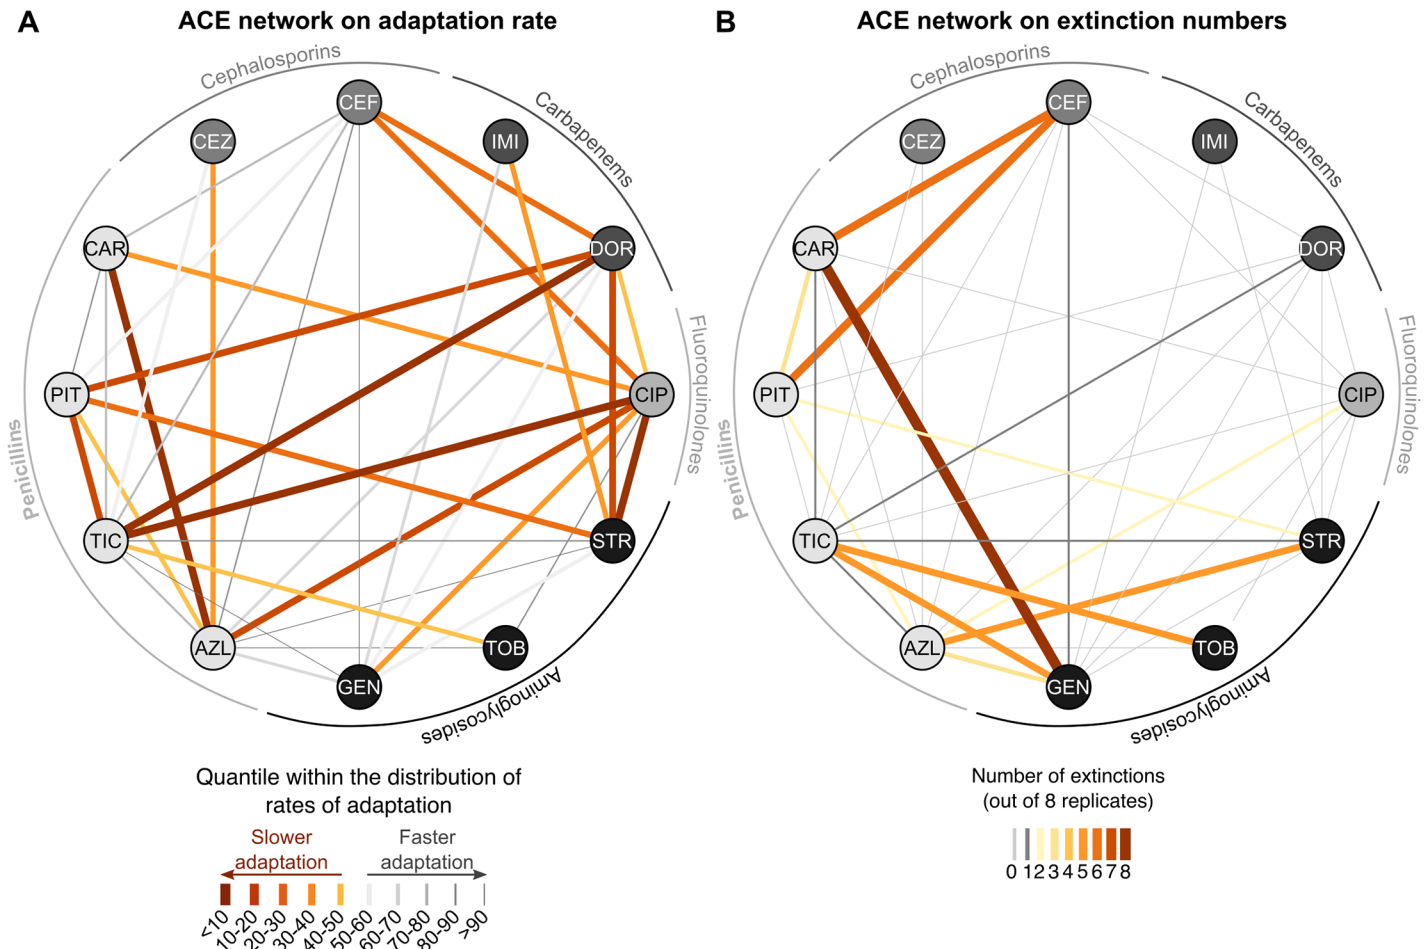 A
ACE network on adaptation rate
Cephalosporins
Carbapenems
Fluoroquinolones
Aminoglycosides
Penicillins
CEF
CEZ
IMI
CAR
DOR
PIT
CIP
TIC
STR
AZL
TOB
GEN
Quantile within the distribution of
rates of adaptation
Slower
adaptation
Faster
adaptation
<10
10-20
20-30
30-40
40-50
50-60
60-70
70-80
80-90
>90
B
ACE network on extinction numbers
Cephalosporins
Carbapenems
Fluoroquinolones
Aminoglycosides
Penicillins
CEF
CEZ
IMI
CAR
DOR
PIT
CIP
TIC
STR
AZL
TOB
GEN
Number of extinctions
(out of 8 replicates)
0 1 2 3 4 5 6 7 8